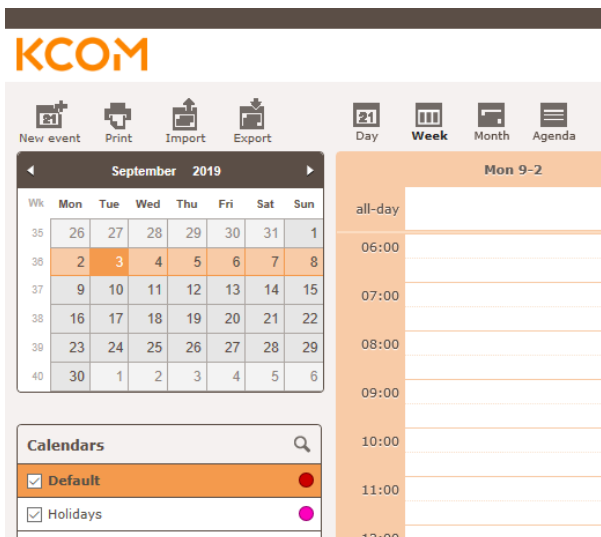 KCOM
New event Print Import Export Day Week Month Agenda
September 2019
Mon 9-2
Wk Mon Tue Wed Thu Fri Sat Sun
all-day
35 26 27 28 29 30 31 1
36 2 3 4 5 6 7 8
06:00
37 9 10 11 12 13 14 15
07:00
38 16 17 18 19 20 21 22
39 23 24 25 26 27 28 29
08:00
40 30 1 2 3 4 5 6
09:00
Calendars
10:00
Default
11:00
Holidays
12:00